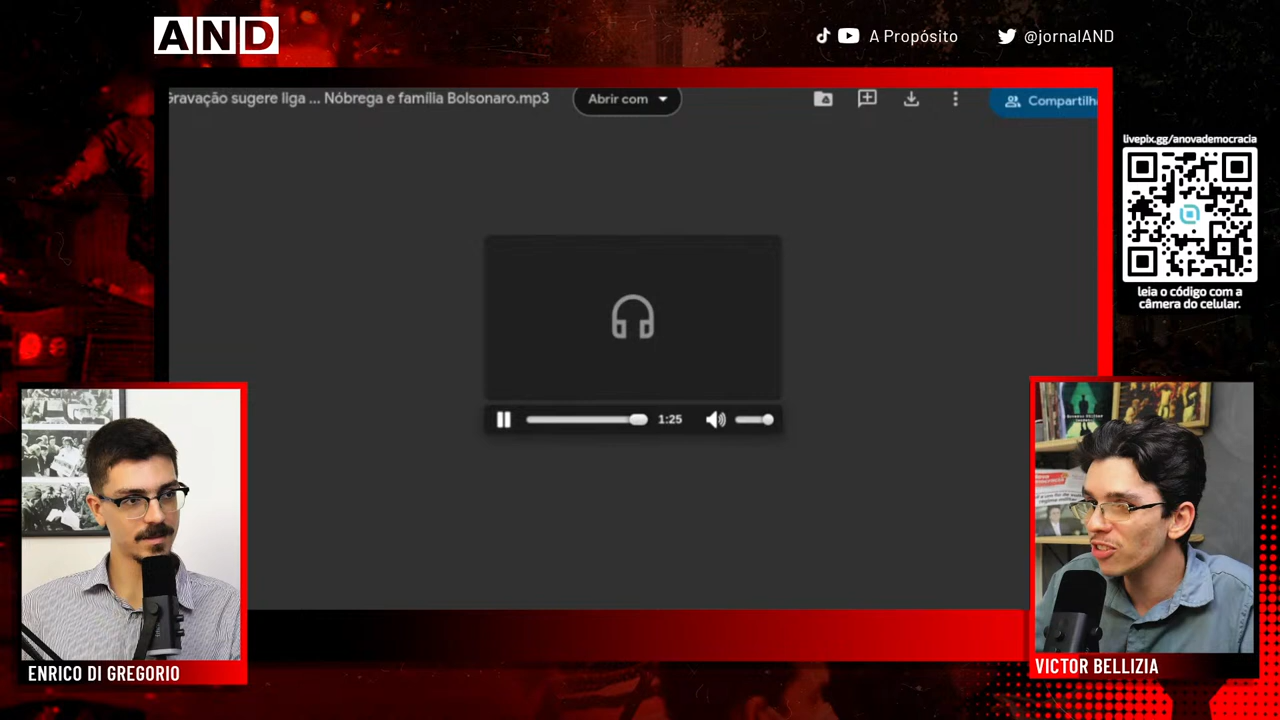 AND
A Propósito
@jornalAND
Gravação sugere liga ... Nóbrega e família Bolsonaro.mp3
Abrir com
Compartilh
livepix.gg/anovademocracia
leia o código com a
câmera do celular.
1:25
ENRICO DI GREGORIO
VICTOR BELLIZIA